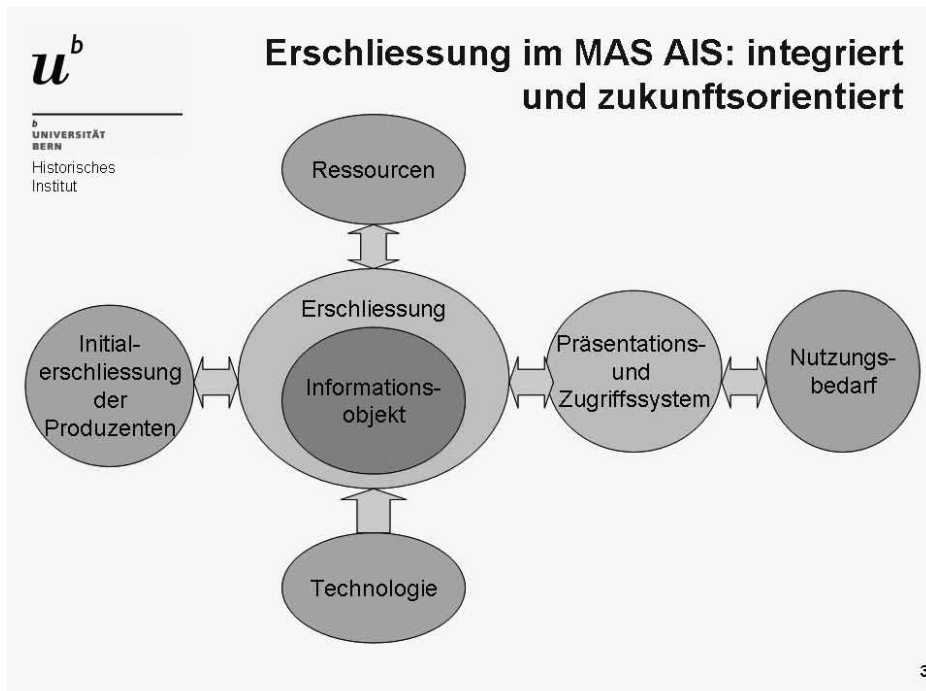 u^b
b
UNIVERSITÄT
BERN
Historisches
Institut
Erschliessung im MAS AIS: integriert
und zukunftsorientiert
Ressourcen
Erschliessung
Informations-
objekt
Initial-
erschliessung
der
Produzenten
Präsentations-
und
Zugriffssystem
Nutzungs-
bedarf
Technologie
3